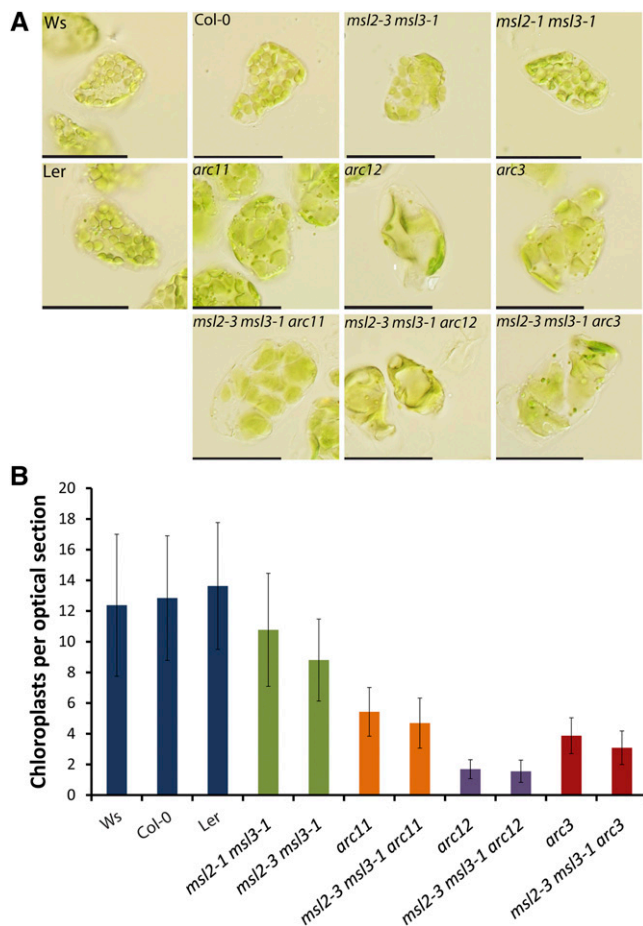 A
Ws
Col-0
msl2-3 msl3-1
msl2-1 msl3-1
Ler
arc11
arc12
arc3
msl2-3 msl3-1 arc11
msl2-3 msl3-1 arc12
msl2-3 msl3-1 arc3
B
Chloroplasts per optical section
20
18
16
14
12
10
8
6
4
2
0
Ws
Col-0
Ler
msl2-1 msl3-1
msl2-3 msl3-1
arc11
msl2-3 msl3-1 arc11
arc12
msl2-3 msl3-1 arc12
arc3
msl2-3 msl3-1 arc3